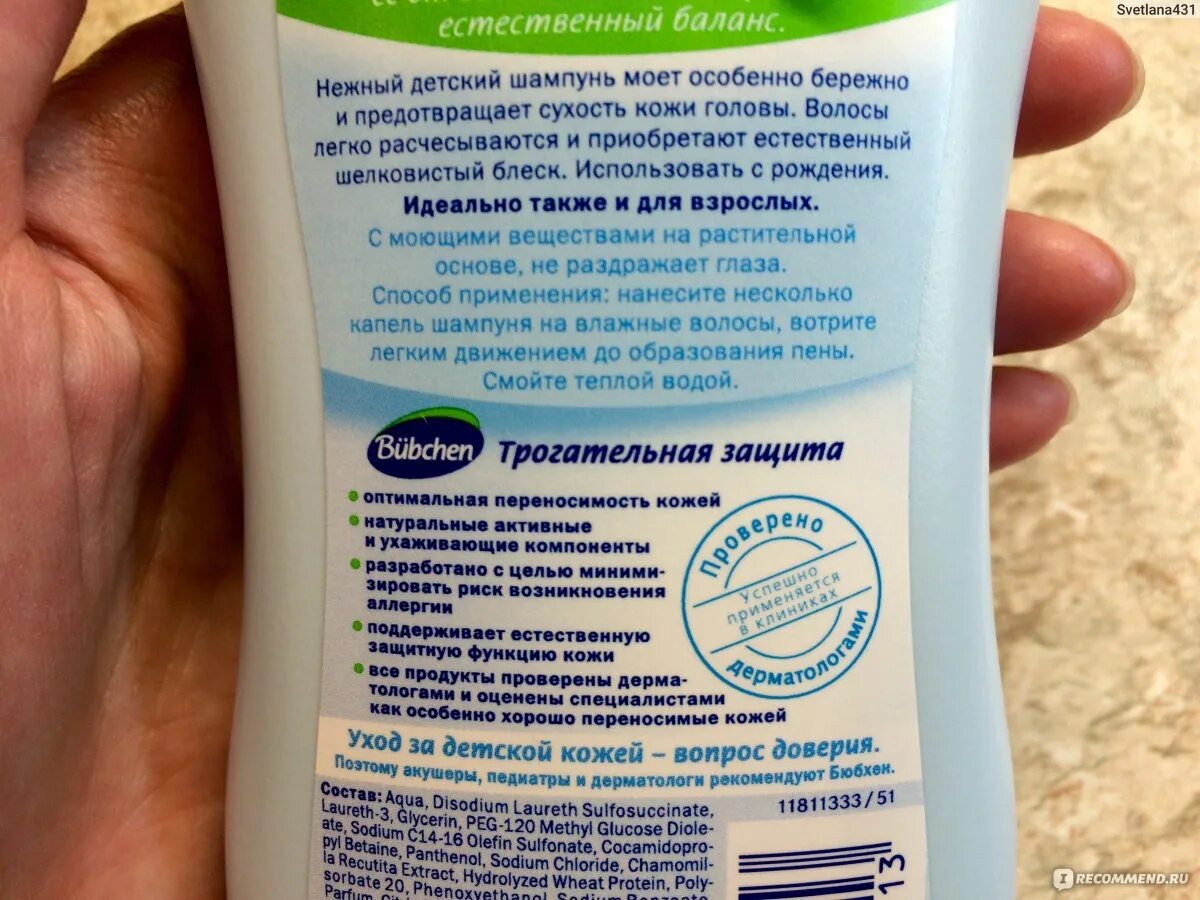 Svetlana431
естественный баланс.
Нежный детский шампунь моет особенно бережно
и предотвращает сухость кожи головы. Волосы
легко расчесываются и приобретают естественный
шелковистый блеск. Использовать с рождения.
Идеально также и для взрослых.
С моющими веществами на растительной
основе, не раздражает глаза.
Способ применения: нанесите несколько
капель шампуня на влажные волосы, вотрите
легким движением до образования пены.
Смойте теплой водой.
Bübchen Трогательная защита
оптимальная переносимость кожей
натуральные активные
и ухаживающие компоненты
разработано с целью миними-
зировать риск возникновения
аллергии
поддерживает естественную
защитную функцию кожи
все продукты проверены дерма-
тологами и оценены специалистами
как особенно хорошо переносимые кожей
Проверено
Успешно
применяется
в клиниках
дерматологами
Уход за детской кожей – вопрос доверия.
Поэтому акушеры, педиатры и дерматологи рекомендуют Бюбхен.
Состав: Aqua, Disodium Laureth Sulfosuccinate,
Laureth-3, Glycerin, PEG-120 Methyl Glucose Diole-
ate, Sodium C14-16 Olefin Sulfonate, Cocamidopro-
pyl Betaine, Panthenol, Sodium Chloride, Chamomil-
la Recutita Extract, Hydrolyzed Wheat Protein, Poly-
sorbate 20, Phenoxyethanol, Sodium
Parfum,
11811333/51
13
IRECOMMEND.RU